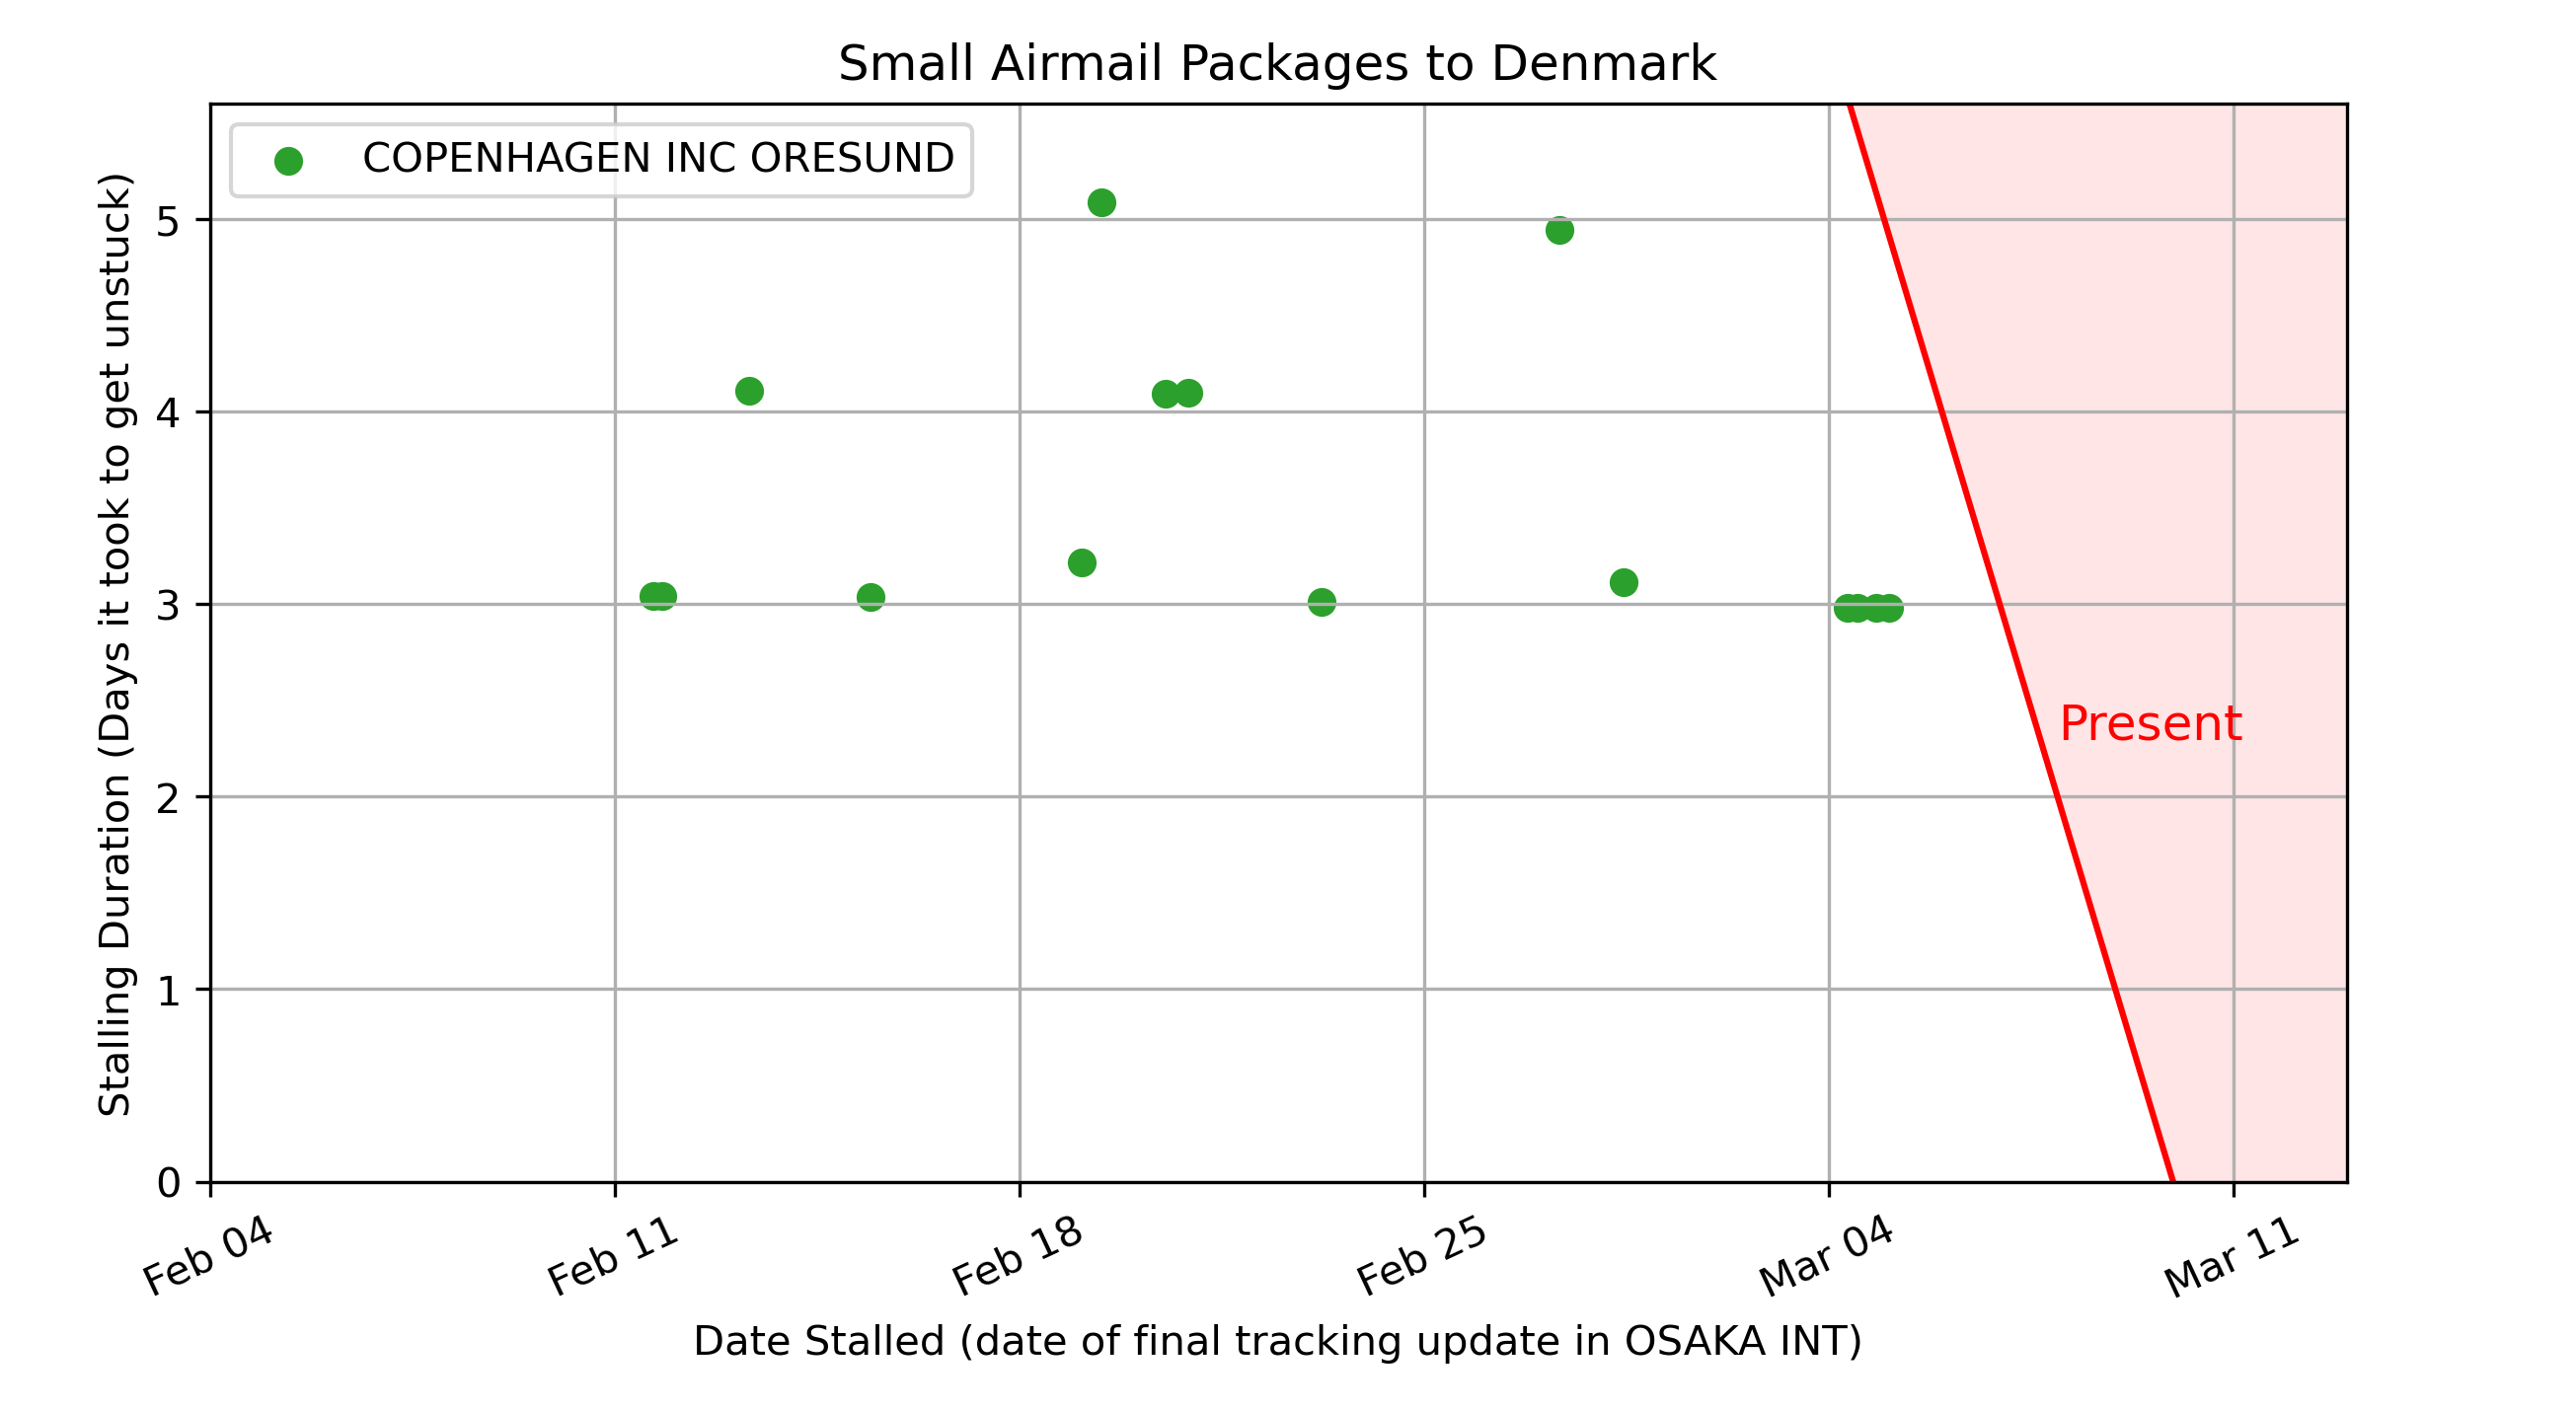 Small Airmail Packages to Denmark
COPENHAGEN INC ORESUND
Stalling Duration (Days it took to get unstuck)
5
4
3
2
1
0
Present
Feb 04
Feb 11
Feb 18
Feb 25
Mar 04
Mar 11
Date Stalled (date of final tracking update in OSAKA INT)